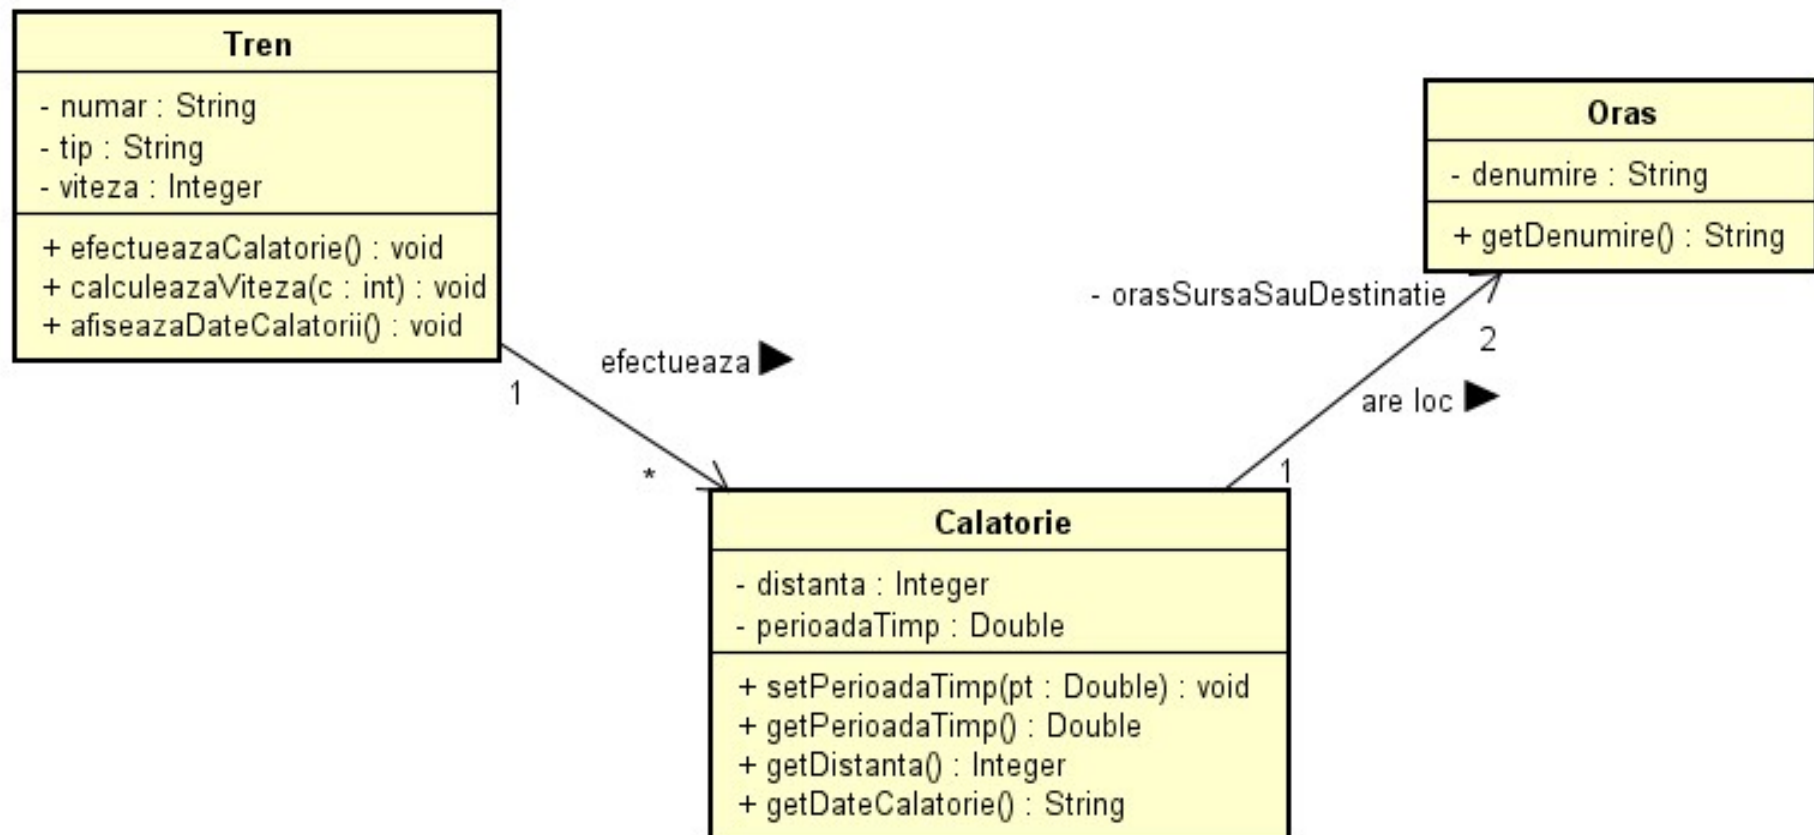 Tren
- numar : String
- tip : String
- viteza : Integer
+ efectueazaCalatorie() : void
+ calculeazaViteza(c : int) : void
+ afiseazaDateCalatorii() : void
Oras
- denumire : String
+ getDenumire() : String
- orasSursaSauDestinatie
2
efectueaza ▶
1
are loc ▶
*
1
Calatorie
- distanta : Integer
- perioadaTimp : Double
+ setPerioadaTimp(pt : Double) : void
+ getPerioadaTimp() : Double
+ getDistanta() : Integer
+ getDateCalatorie() : String